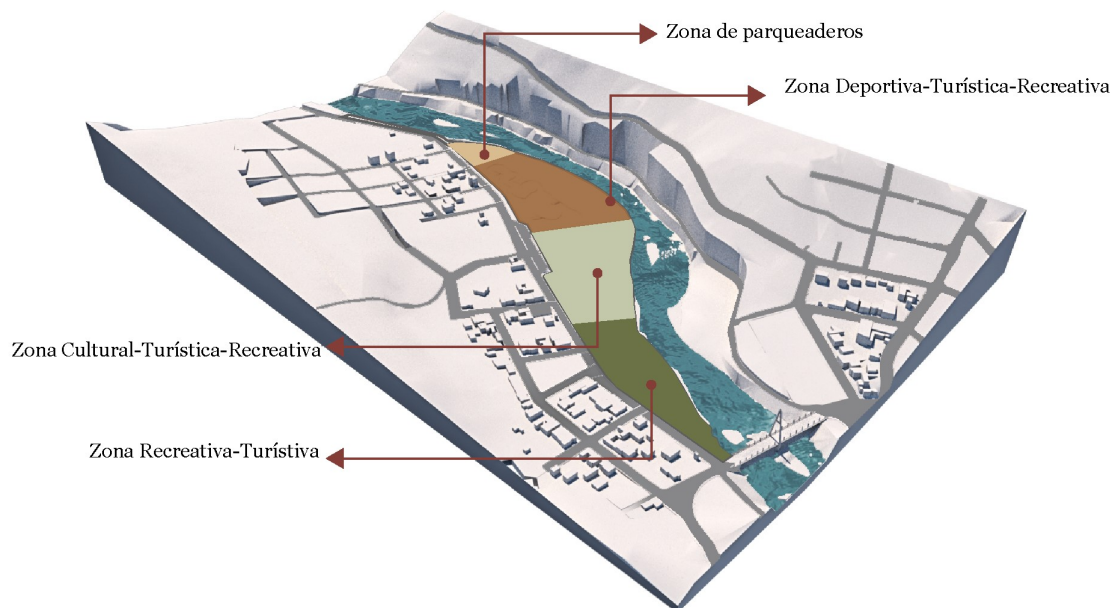 Zona de parqueaderos
Zona Deportiva-Turística-Recreativa
Zona Cultural-Turística-Recreativa
Zona Recreativa-Turístiva